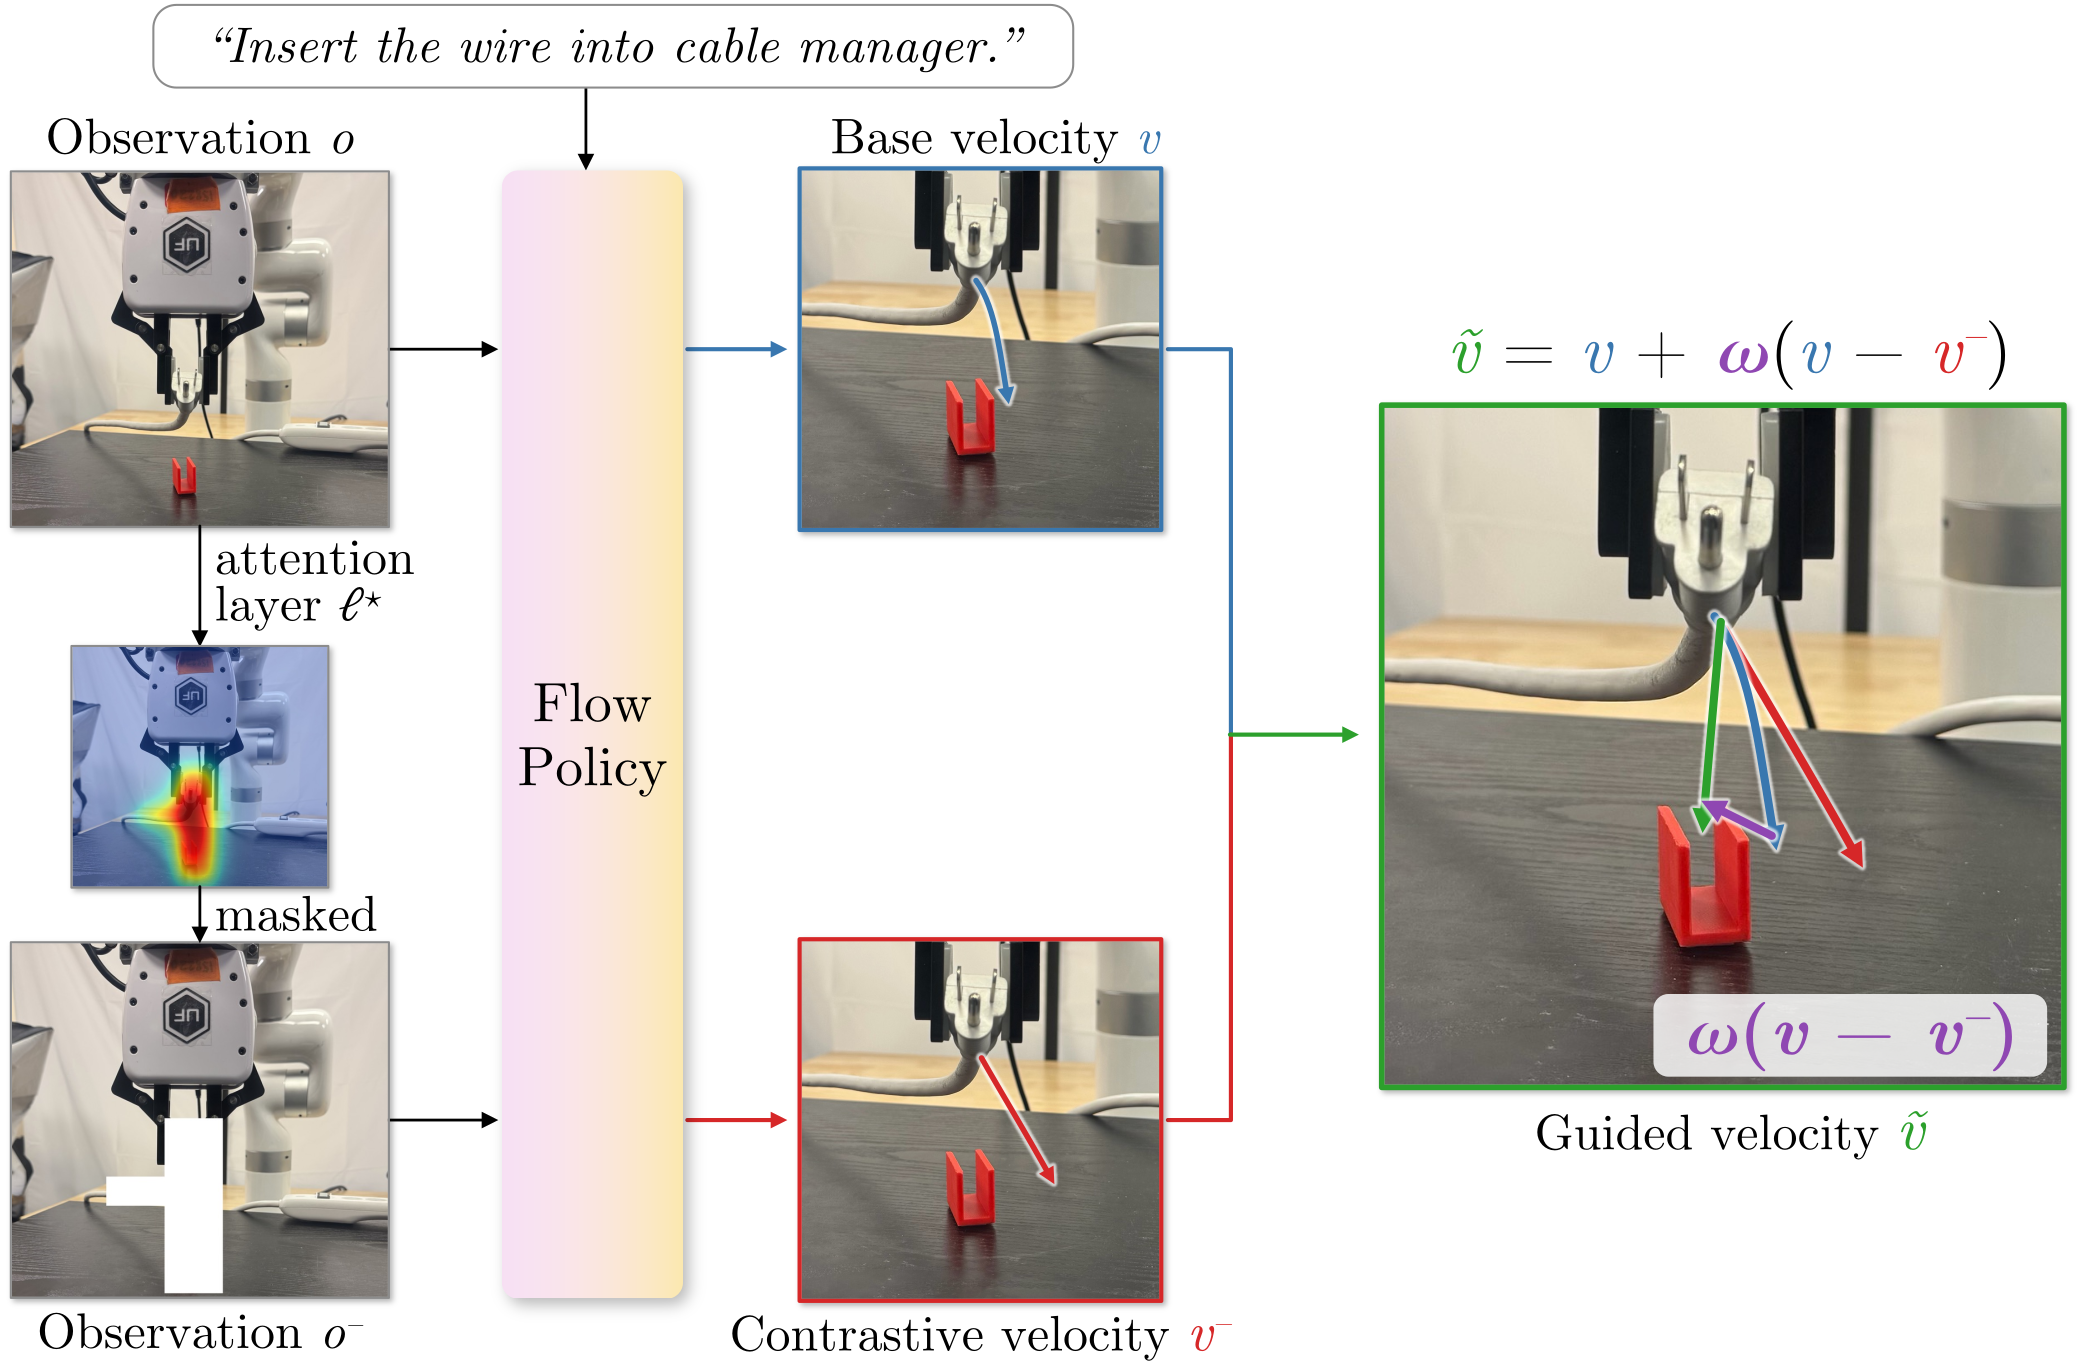 “Insert the wire into cable manager.”
Observation o
Base velocity v
attention
layer ℓ⋆
Flow
Policy
ṽ = v + ω(v − v⁻)
masked
ω(v − v⁻)
Guided velocity ṽ
Observation o⁻
Contrastive velocity v⁻
UF